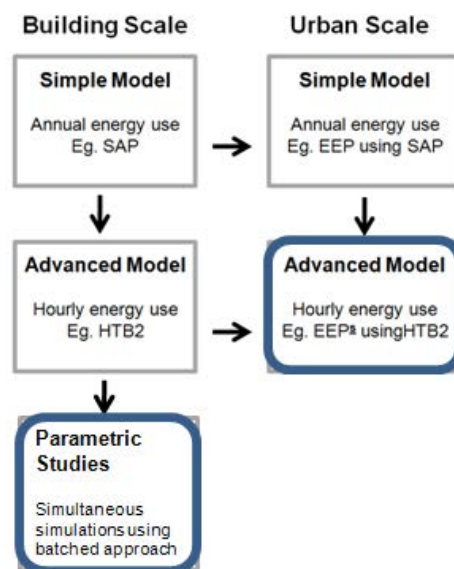 Building Scale
Urban Scale
Simple Model
Annual energy use
Eg. SAP
Simple Model
Annual energy use
Eg. EEP using SAP
Advanced Model
Hourly energy use
Eg. HTB2
Advanced Model
Hourly energy use
Eg. EEPs usingHTB2
Parametric
Studies
Simultaneous
simulations using
batched approach